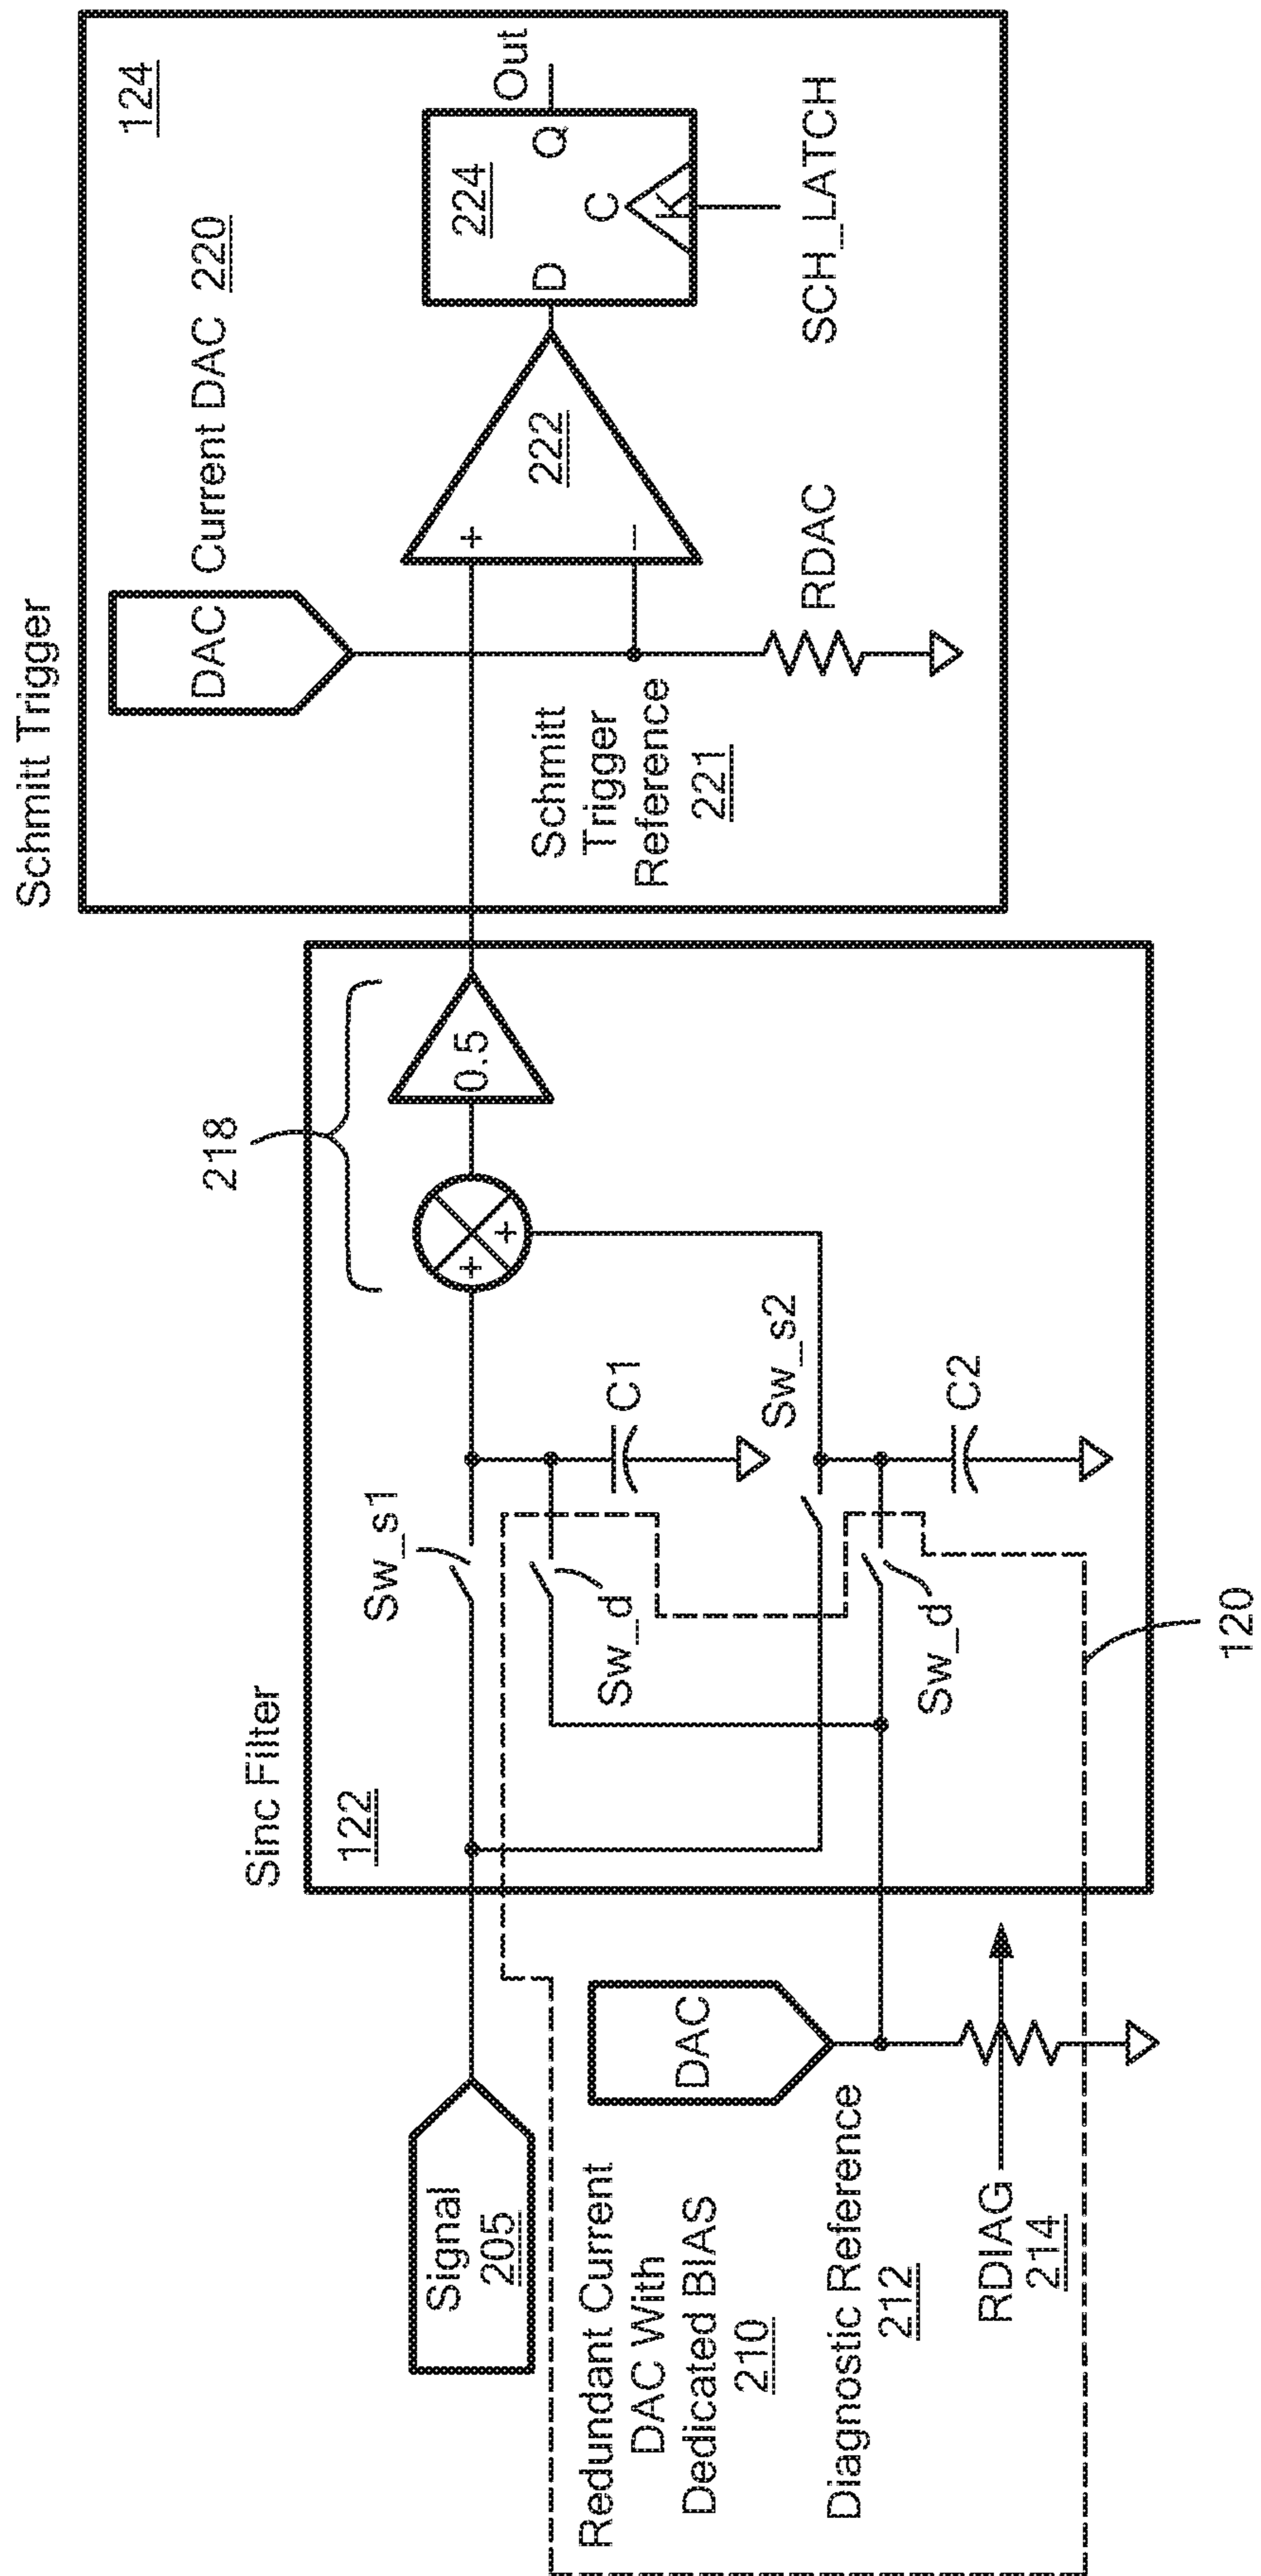 Schmitt Trigger
124
DAC
Current DAC 220
Out
224
D
Q
C
K
SCH_LATCH
222
+
–
Schmitt
Trigger
Reference
221
RDAC
218
0.5
+
+
Sinc Filter
122
Sw_s1
Sw_d
C1
Sw_s2
Sw_d
C2
120
Signal
205
Redundant Current
DAC With
Dedicated BIAS
210
DAC
Diagnostic Reference
212
RDIAG
214